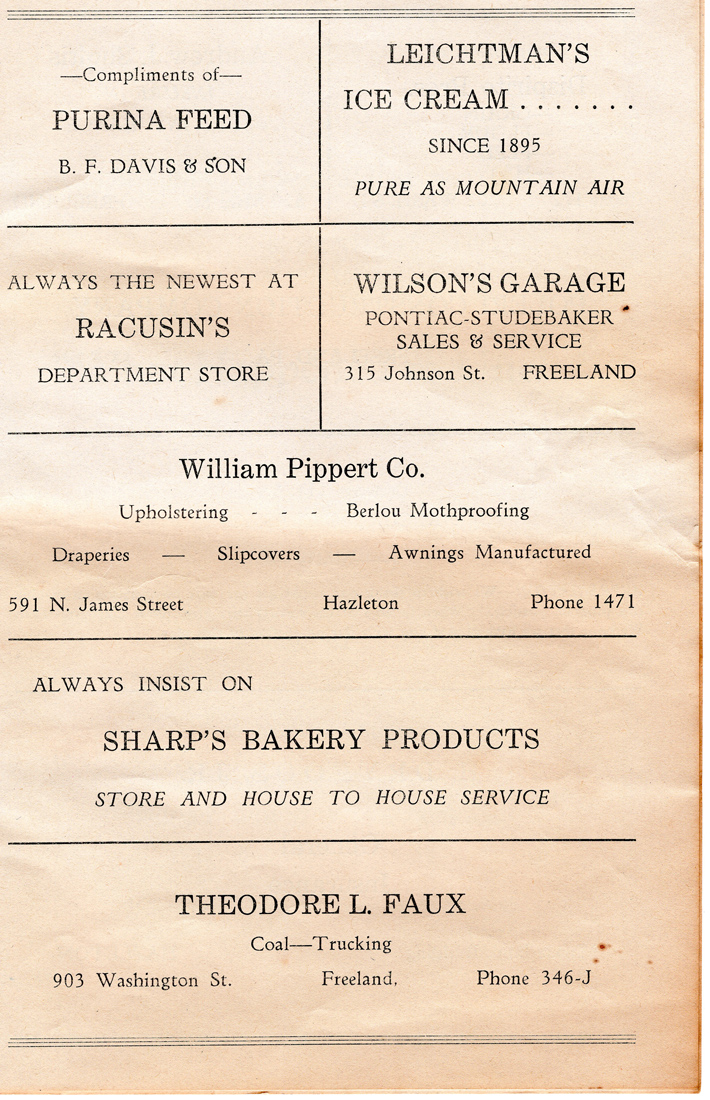 —Compliments of—
PURINA FEED
B. F. DAVIS & SON
LEICHTMAN'S
ICE CREAM . . . . . . .
SINCE 1895
PURE AS MOUNTAIN AIR
ALWAYS THE NEWEST AT
RACUSIN'S
DEPARTMENT STORE
WILSON'S GARAGE
PONTIAC-STUDEBAKER
SALES & SERVICE
315 Johnson St. FREELAND
William Pippert Co.
Upholstering - - - Berlou Mothproofing
Draperies — Slipcovers — Awnings Manufactured
591 N. James Street Hazleton Phone 1471
ALWAYS INSIST ON
SHARP'S BAKERY PRODUCTS
STORE AND HOUSE TO HOUSE SERVICE
THEODORE L. FAUX
Coal—Trucking
903 Washington St. Freeland, Phone 346-J